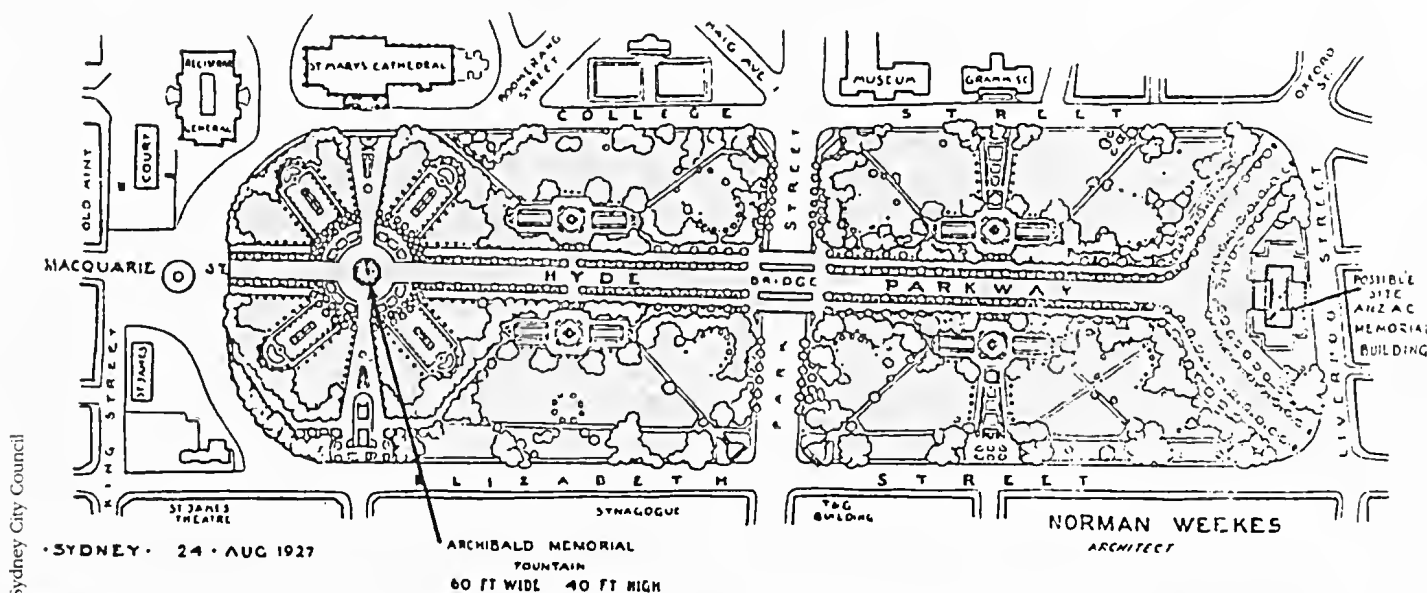 REGISTRAR
GENERAL
ST MARYS CATHEDRAL
BOOMERANG
STREET
HAIG AVE
MUSEUM
GRAMM SC
OXFORD
COLLEGE STREET
OLD MINT
COURT
STREET
MACQUARIE ST
HYDE PARKWAY
BRIDGE
POSSIBLE
SITE
ANZAC
MEMORIAL
BUILDING
KING STREET
ST JAMES
PARK
LIVERPOOL STREET
ELIZABETH STREET
ST JAMES
THEATRE
SYNAGOGUE
T&G
BUILDING
NORMAN WEEKES
ARCHITECT
·SYDNEY· 24·AUG 1927
ARCHIBALD MEMORIAL
FOUNTAIN
60 FT WIDE 40 FT HIGH
Sydney City Council